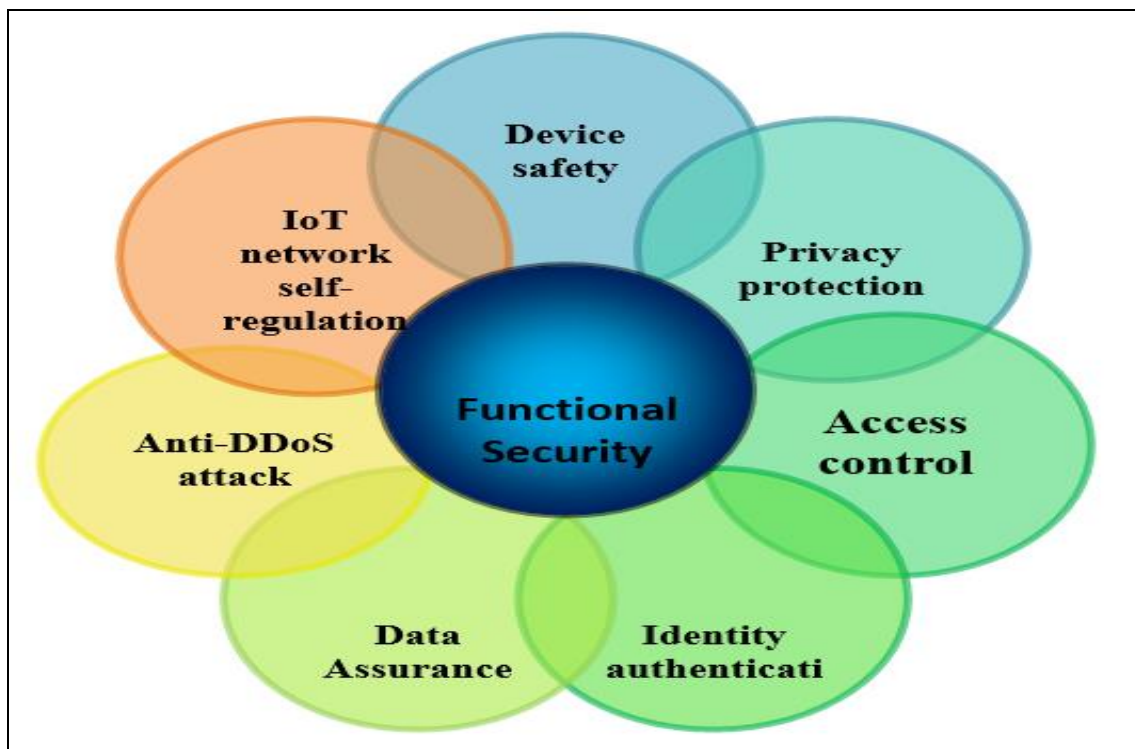 Device
safety
Privacy
protection
Access
control
Identity
authenticati
Data
Assurance
Anti-DDoS
attack
IoT
network
self-
regulation
Functional
Security